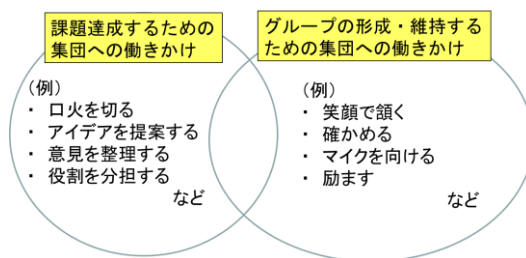 課題達成するための
集団への働きかけ
(例)
・ 口火を切る
・ アイデアを提案する
・ 意見を整理する
・ 役割を分担する
など
グループの形成・維持する
ための集団への働きかけ
(例)
・ 笑顔で頷く
・ 確かめる
・ マイクを向ける
・ 励ます
など